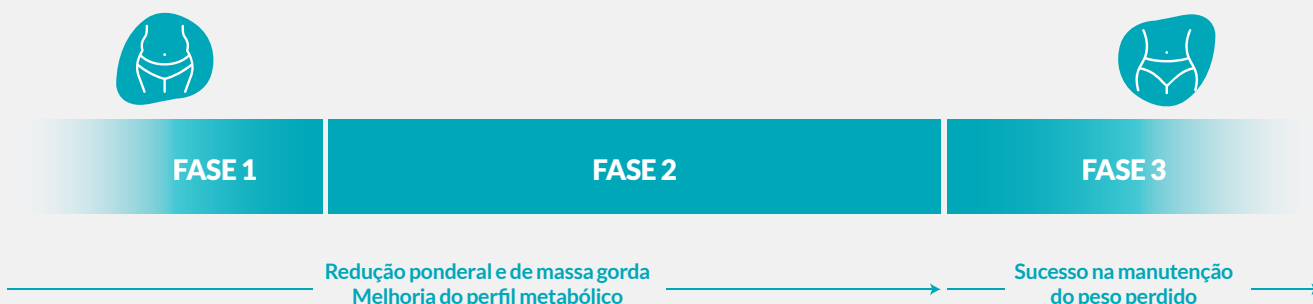 FASE 1
FASE 2
FASE 3
Redução ponderal e de massa gorda
Melhoria do perfil metabólico
Sucesso na manutenção
do peso perdido